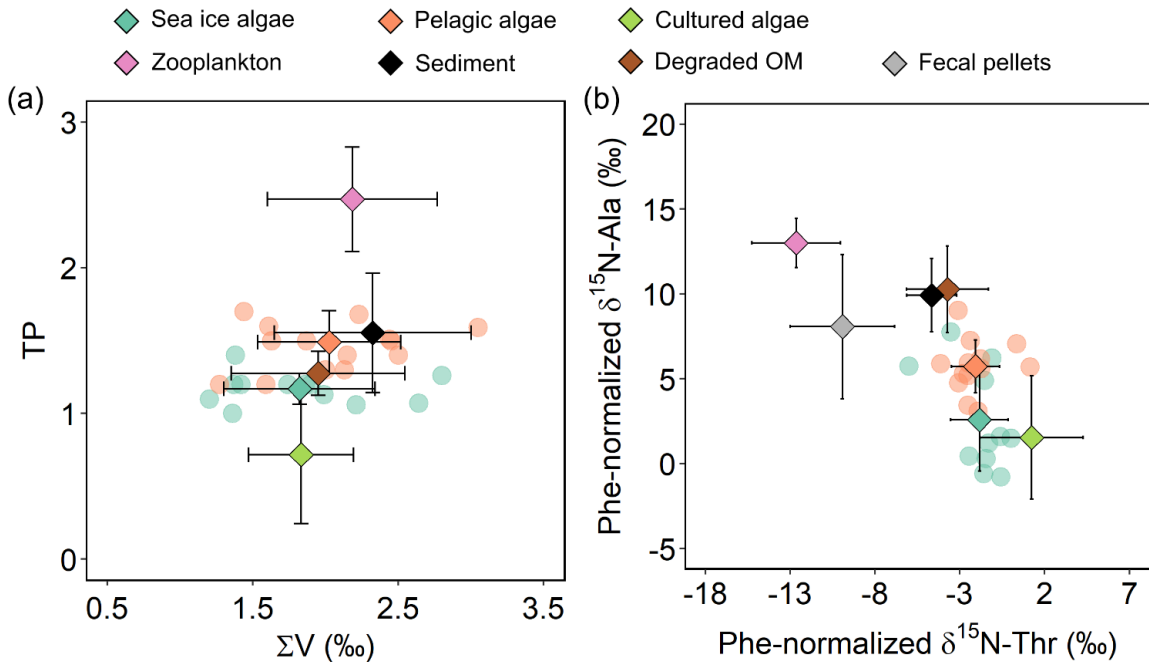 Sea ice algae Pelagic algae Cultured algae
Zooplankton Sediment Degraded OM Fecal pellets
(a) (b)
3
2
1
0
TP
0.5 1.5 2.5 3.5
ΣV (‰)
20
15
10
5
0
-5
Phe-normalized δ¹⁵N-Ala (‰)
-18 -13 -8 -3 2 7
Phe-normalized δ¹⁵N-Thr (‰)